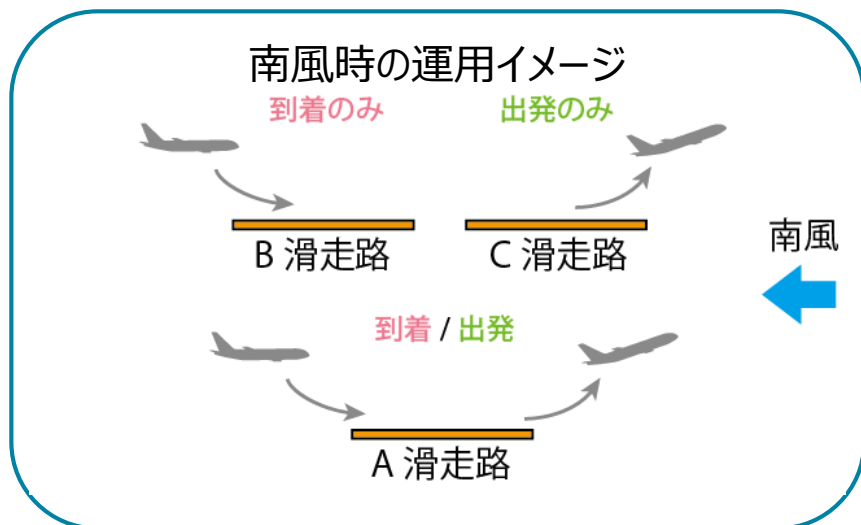 南風時の運用イメージ
到着のみ
出発のみ
B 滑走路
C 滑走路
南風
到着 / 出発
A 滑走路